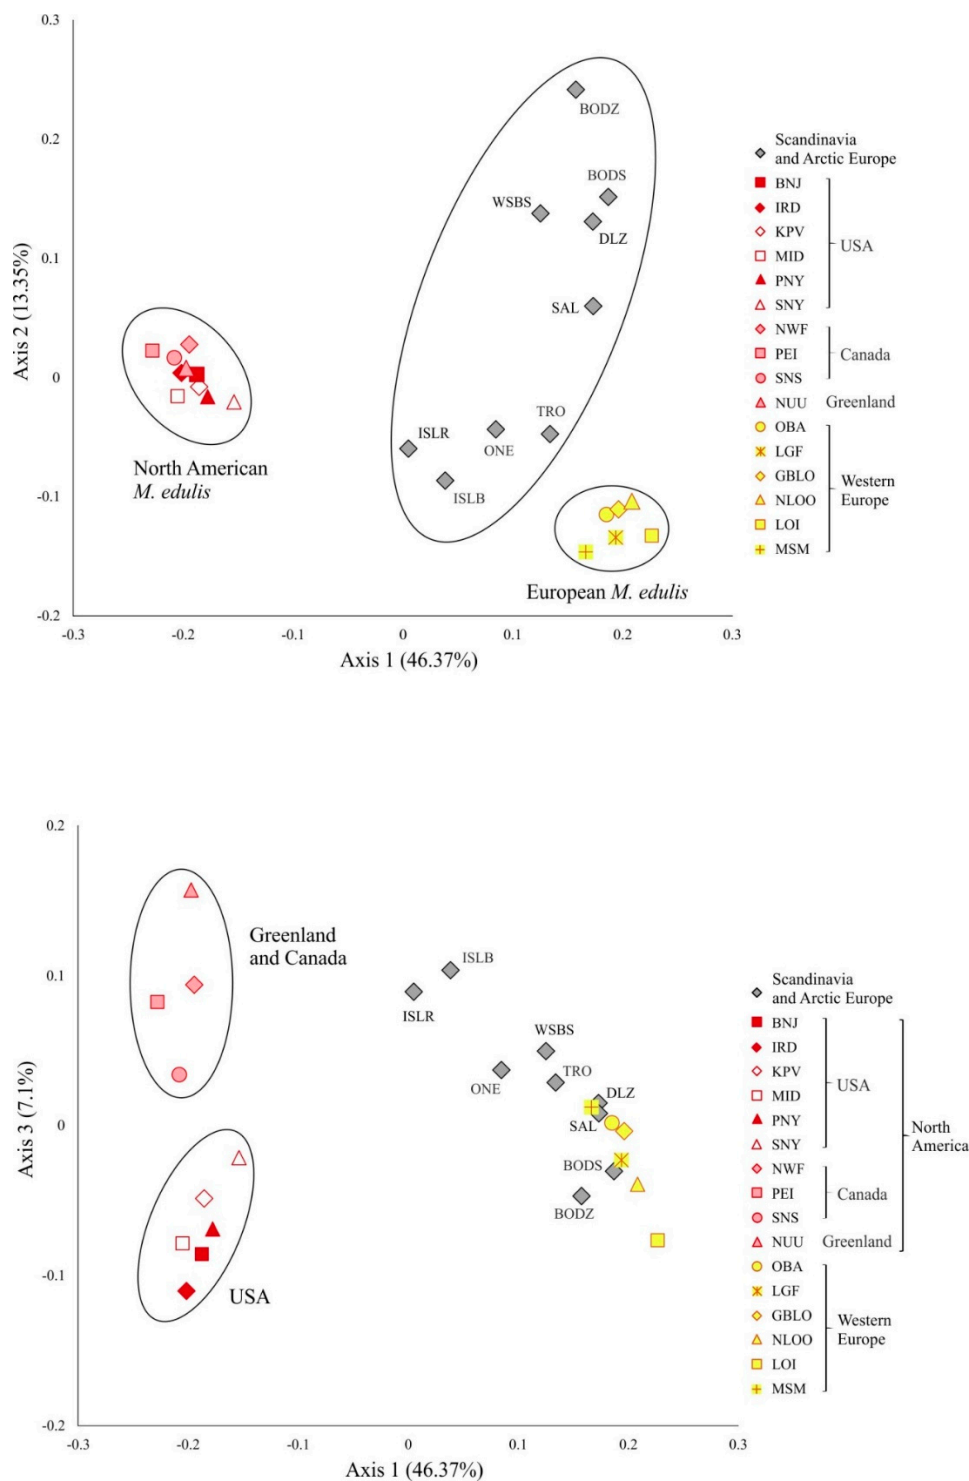 0.3
0.2
0.1
0
-0.1
-0.2
Axis 2 (13.35%)
-0.3
-0.2
-0.1
0
0.1
0.2
0.3
Axis 1 (46.37%)
BODZ
BODS
WSBS
DLZ
SAL
TRO
ISLR
ONE
ISLB
North American
M. edulis
European M. edulis
Scandinavia
and Arctic Europe
BNJ
IRD
KPV
MID
PNY
SNY
USA
NWF
PEI
SNS
Canada
NUU Greenland
OBA
LGF
GBLO
NLOO
LOI
MSM
Western
Europe
0.2
0.1
0
-0.1
-0.2
Axis 3 (7.1%)
-0.3
-0.2
-0.1
0
0.1
0.2
0.3
Axis 1 (46.37%)
Greenland
and Canada
ISLB
ISLR
WSBS
ONE
TRO
DLZ
SAL
BODS
BODZ
USA
Scandinavia
and Arctic Europe
BNJ
IRD
KPV
MID
PNY
SNY
USA
NWF
PEI
SNS
Canada
NUU Greenland
North
America
OBA
LGF
GBLO
NLOO
LOI
MSM
Western
Europe